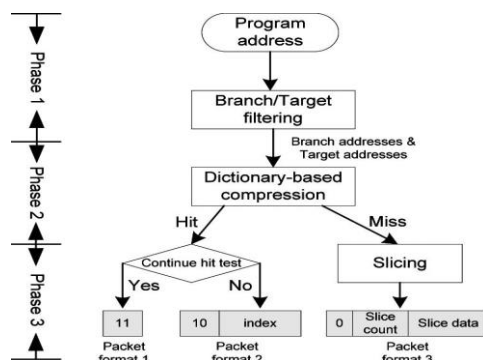 Program
address
Phase 1
Branch/Target
filtering
Branch addresses &
Target addresses
Phase 2
Dictionary-based
compression
Hit
Miss
Phase 3
Continue hit test
Slicing
Yes
No
11
10 index
0 Slice count Slice data
Packet
format 1
Packet
format 2
Packet
format 3